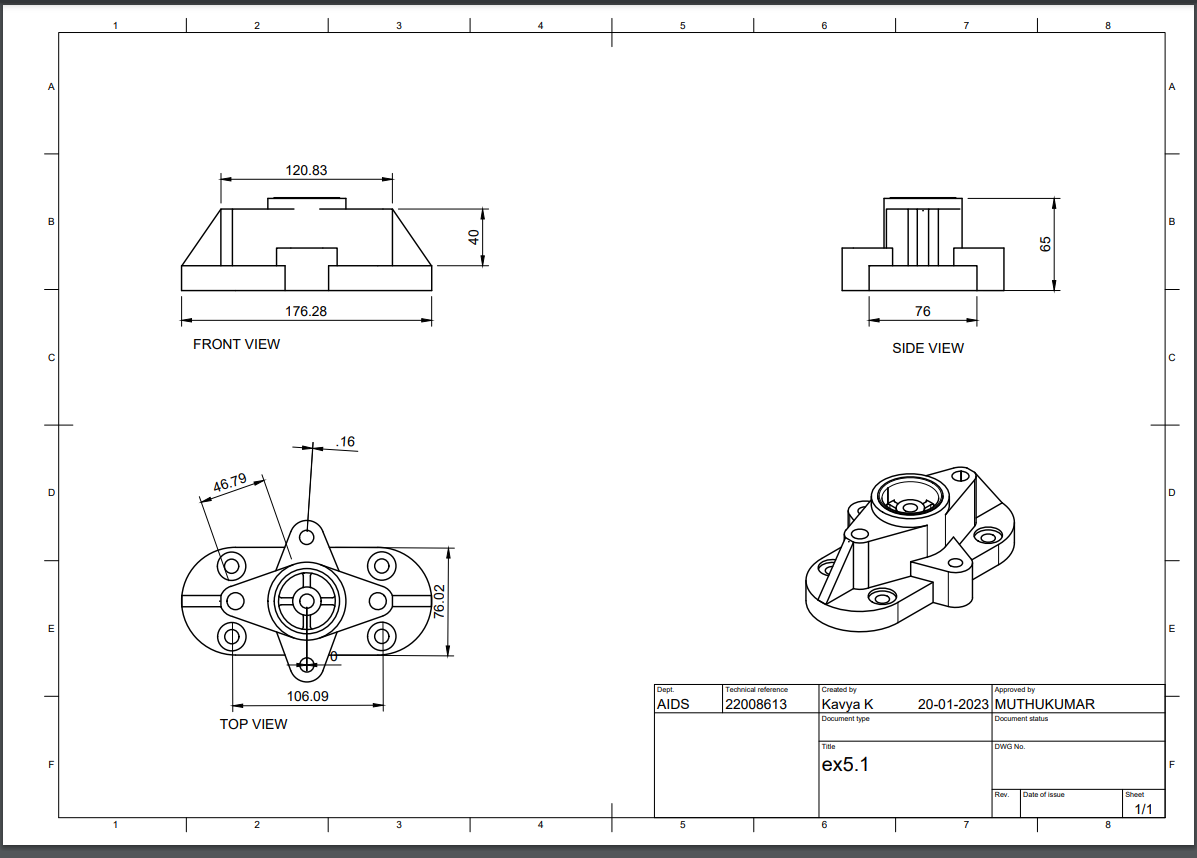 1 2 3 4 5 6 7 8
A A
120.83
B B
40
65
176.28
76
FRONT VIEW
SIDE VIEW
C C
.16
46.79
D D
76.02
E E
0
106.09
TOP VIEW
Dept. Technical reference Created by Approved by
AIDS 22008613 Kavya K 20-01-2023 MUTHUKUMAR
Document type Document status
Title DWG No.
ex5.1
F F
Rev. Date of issue Sheet
1/1
1 2 3 4 5 6 7 8